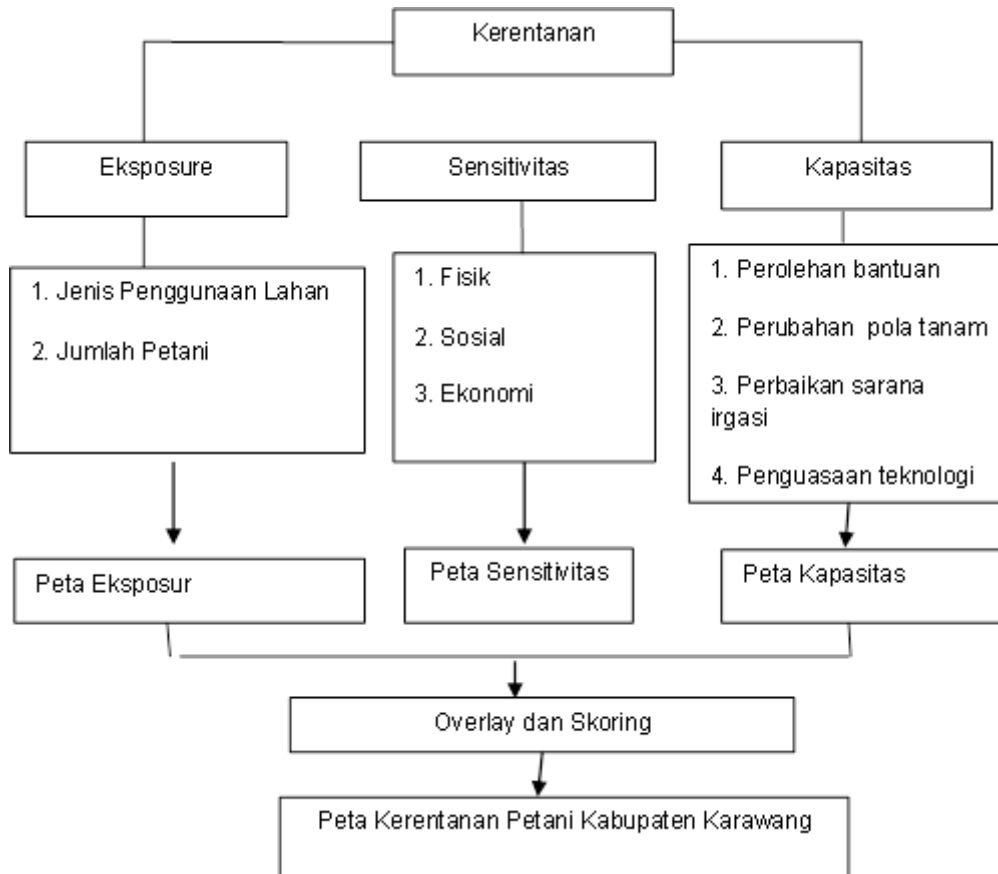 Kerentanan
Eksposure
Sensitivitas
Kapasitas
1. Jenis Penggunaan Lahan
2. Jumlah Petani
1. Fisik
2. Sosial
3. Ekonomi
1. Perolehan bantuan
2. Perubahan pola tanam
3. Perbaikan sarana
irgasi
4. Penguasaan teknologi
Peta Eksposur
Peta Sensitivitas
Peta Kapasitas
Overlay dan Skoring
Peta Kerentanan Petani Kabupaten Karawang